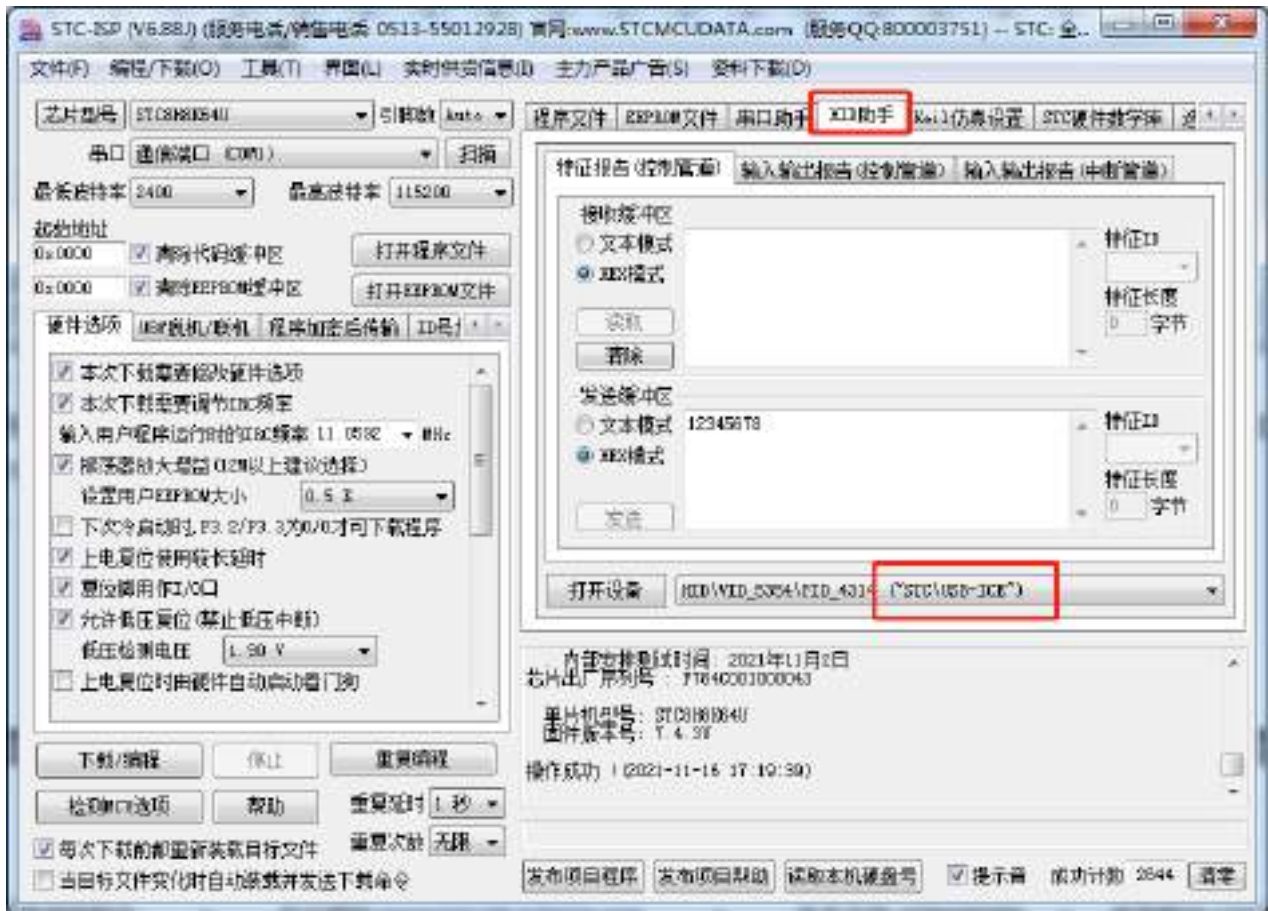 STC-ISP (V6.88J) (服务电话/销售电话 0513-55012928) 官网:www.STCMCUDATA.com (服务QQ:800003751) -- STC: 全..
文件(F) 编程/下载(O) 工具(T) 界面(L) 实时供货信息(I) 主力产品广告(S) 资料下载(D)
芯片型号 STC8H8K64U 引脚数 Auto
串口 通信端口 (COM1) 扫描
最低波特率 2400 最高波特率 115200
起始地址
0x0000 清除代码缓冲区 打开程序文件
0x0000 清除EEPROM缓冲区 打开EEPROM文件
硬件选项 USB脱机/联机 程序加密后传输 ID号
本次下载需要修改硬件选项
本次下载需要调节IRC频率
输入用户程序运行时的IRC频率 11.0592 MHz
振荡器放大增益(12M以上建议选择)
设置用户EEPROM大小 0.5 K
下次冷启动时,P3.2/P3.3为0/0才可下载程序
上电复位使用较长延时
复位脚用作I/O口
允许低压复位(禁止低压中断)
低压检测电压 1.90 V
上电复位时由硬件自动启动看门狗
下载/编程 停止 重复编程
检测MCU选项 帮助 重复延时 1 秒
重复次数 无限
每次下载前都重新装载目标文件
当目标文件变化时自动装载并发送下载命令
程序文件 EEPROM文件 串口助手 HID助手 Keil仿真设置 STC硬件数学库
特征报告(控制管道) 输入输出报告(控制管道) 输入输出报告(中断管道)
接收缓冲区
文本模式
HEX模式
读取
清除
特征ID
特征长度
0 字节
发送缓冲区
文本模式 12345678
HEX模式
发送
特征ID
特征长度
0 字节
打开设备 HID\VID_5354\PID_4314 ("STC\USB-ICE")
内部安排测试时间: 2021年11月2日
芯片出厂序列号 :
单片机型号: STC8H8K64U
固件版本号:
操作成功 !(2021-11-16 17:19:39)
发布项目程序 发布项目帮助 读取本机硬盘号 提示音 成功计数 2844 清零